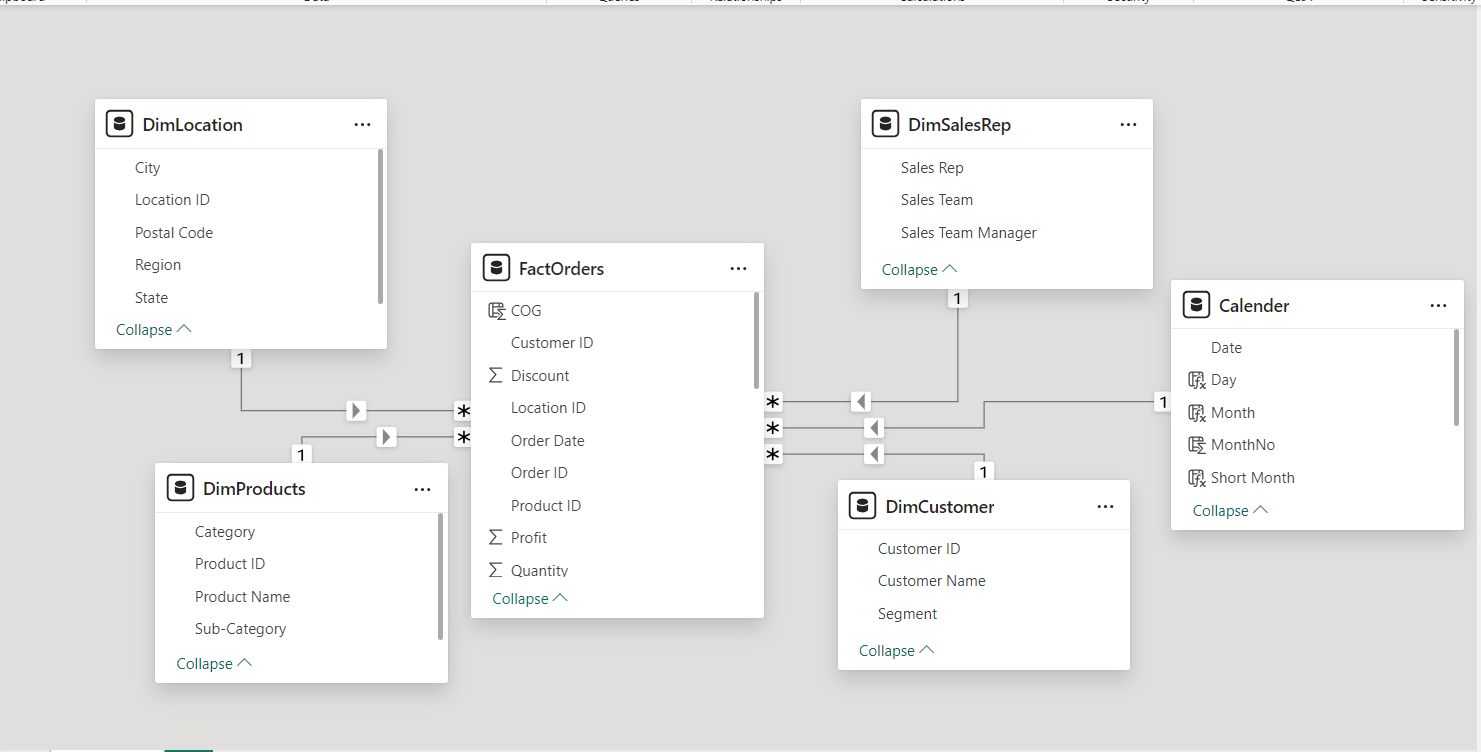 DimLocation
City
Location ID
Postal Code
Region
State
Collapse
1
DimProducts
Category
Product ID
Product Name
Sub-Category
Collapse
1
FactOrders
COG
Customer ID
Discount
Location ID
Order Date
Order ID
Product ID
Profit
Quantity
Collapse
*
*
*
*
*
DimSalesRep
Sales Rep
Sales Team
Sales Team Manager
Collapse
1
DimCustomer
Customer ID
Customer Name
Segment
Collapse
1
Calender
Date
Day
Month
MonthNo
Short Month
Collapse
1